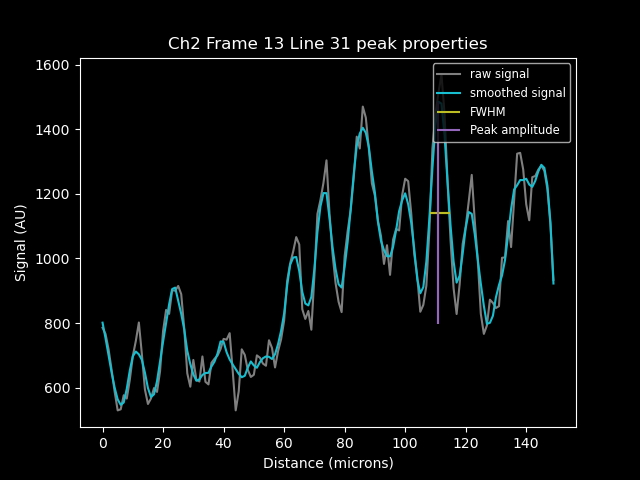 Ch2 Frame 13 Line 31 peak properties
raw signal
smoothed signal
FWHM
Peak amplitude
Signal (AU)
1600
1400
1200
1000
800
600
0 20 40 60 80 100 120 140
Distance (microns)